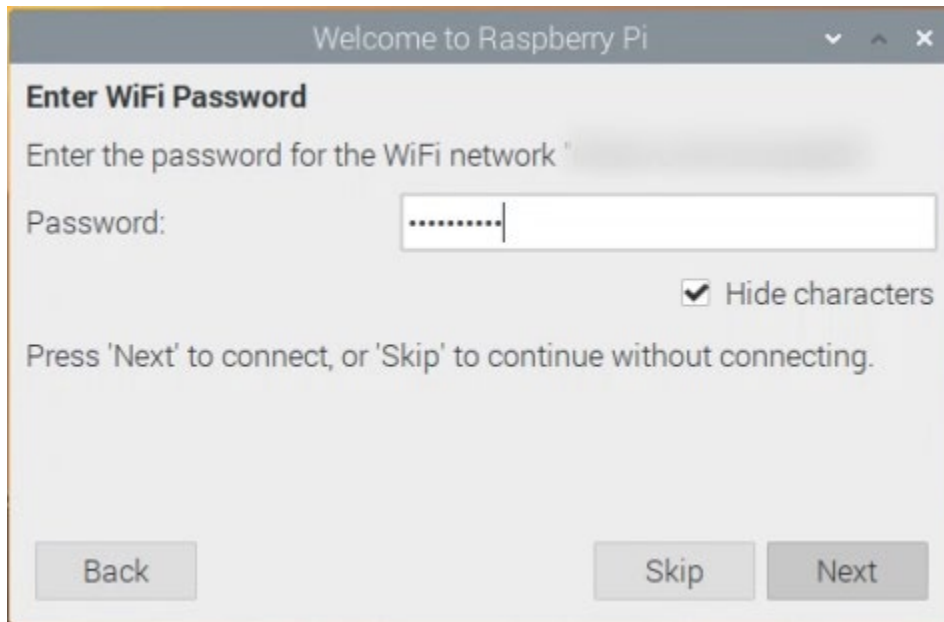 Welcome to Raspberry Pi
Enter WiFi Password
Enter the password for the WiFi network '
Password: ••••••••••
Hide characters
Press 'Next' to connect, or 'Skip' to continue without connecting.
Back Skip Next